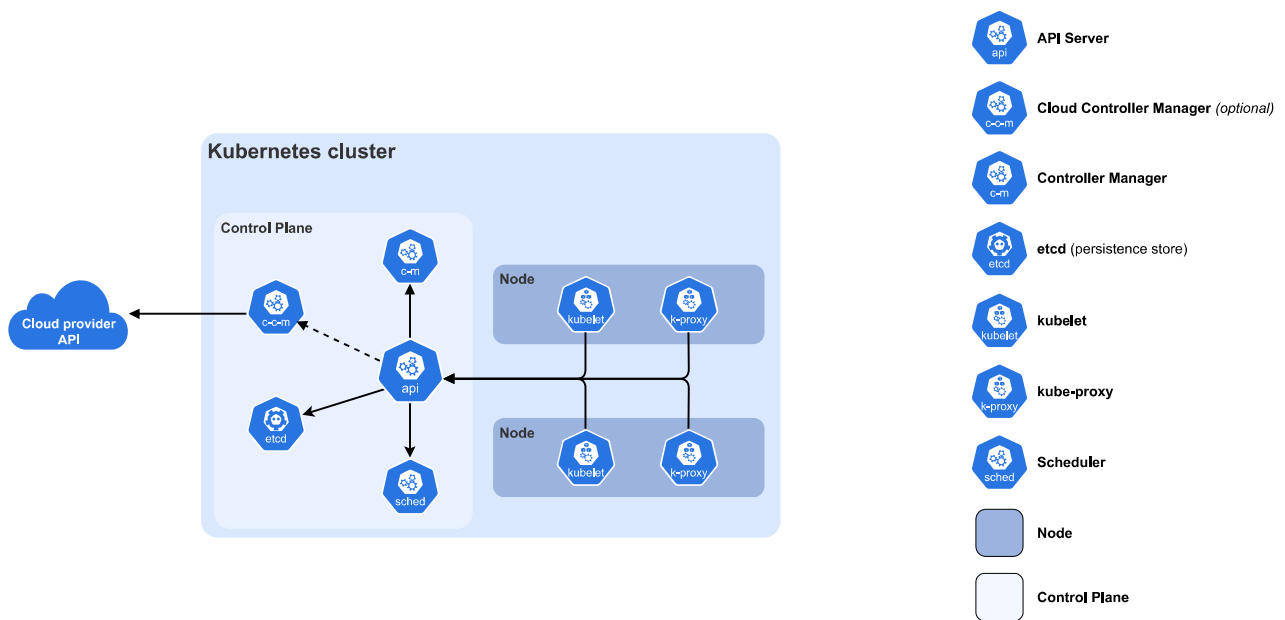 Kubernetes cluster
Control Plane
c-m
c-c-m
api
etcd
sched
Cloud provider
API
Node
kubelet
k-proxy
Node
kubelet
k-proxy
api
API Server
c-c-m
Cloud Controller Manager (optional)
c-m
Controller Manager
etcd
etcd (persistence store)
kubelet
kubelet
k-proxy
kube-proxy
sched
Scheduler
Node
Control Plane